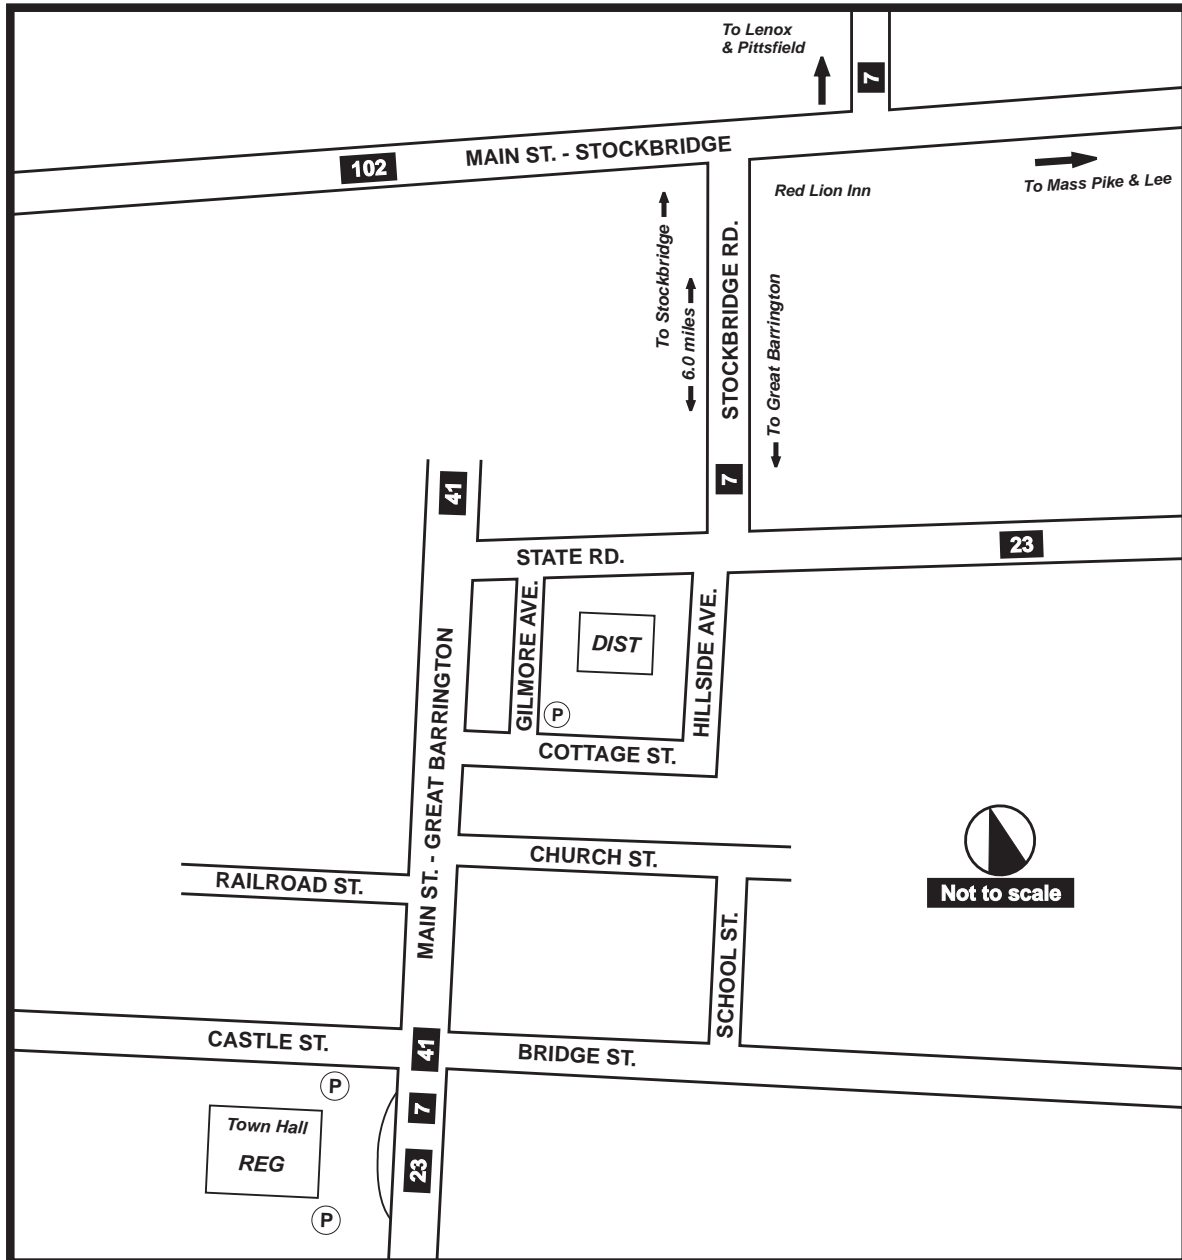 To Lenox
& Pittsfield
7
MAIN ST. - STOCKBRIDGE
102
To Mass Pike & Lee
Red Lion Inn
To Stockbridge
6.0 miles
STOCKBRIDGE RD.
To Great Barrington
7
41
STATE RD.
23
GILMORE AVE.
DIST
HILLSIDE AVE.
P
COTTAGE ST.
MAIN ST. - GREAT BARRINGTON
CHURCH ST.
RAILROAD ST.
Not to scale
SCHOOL ST.
CASTLE ST.
41
BRIDGE ST.
P
7
Town Hall
REG
23
P